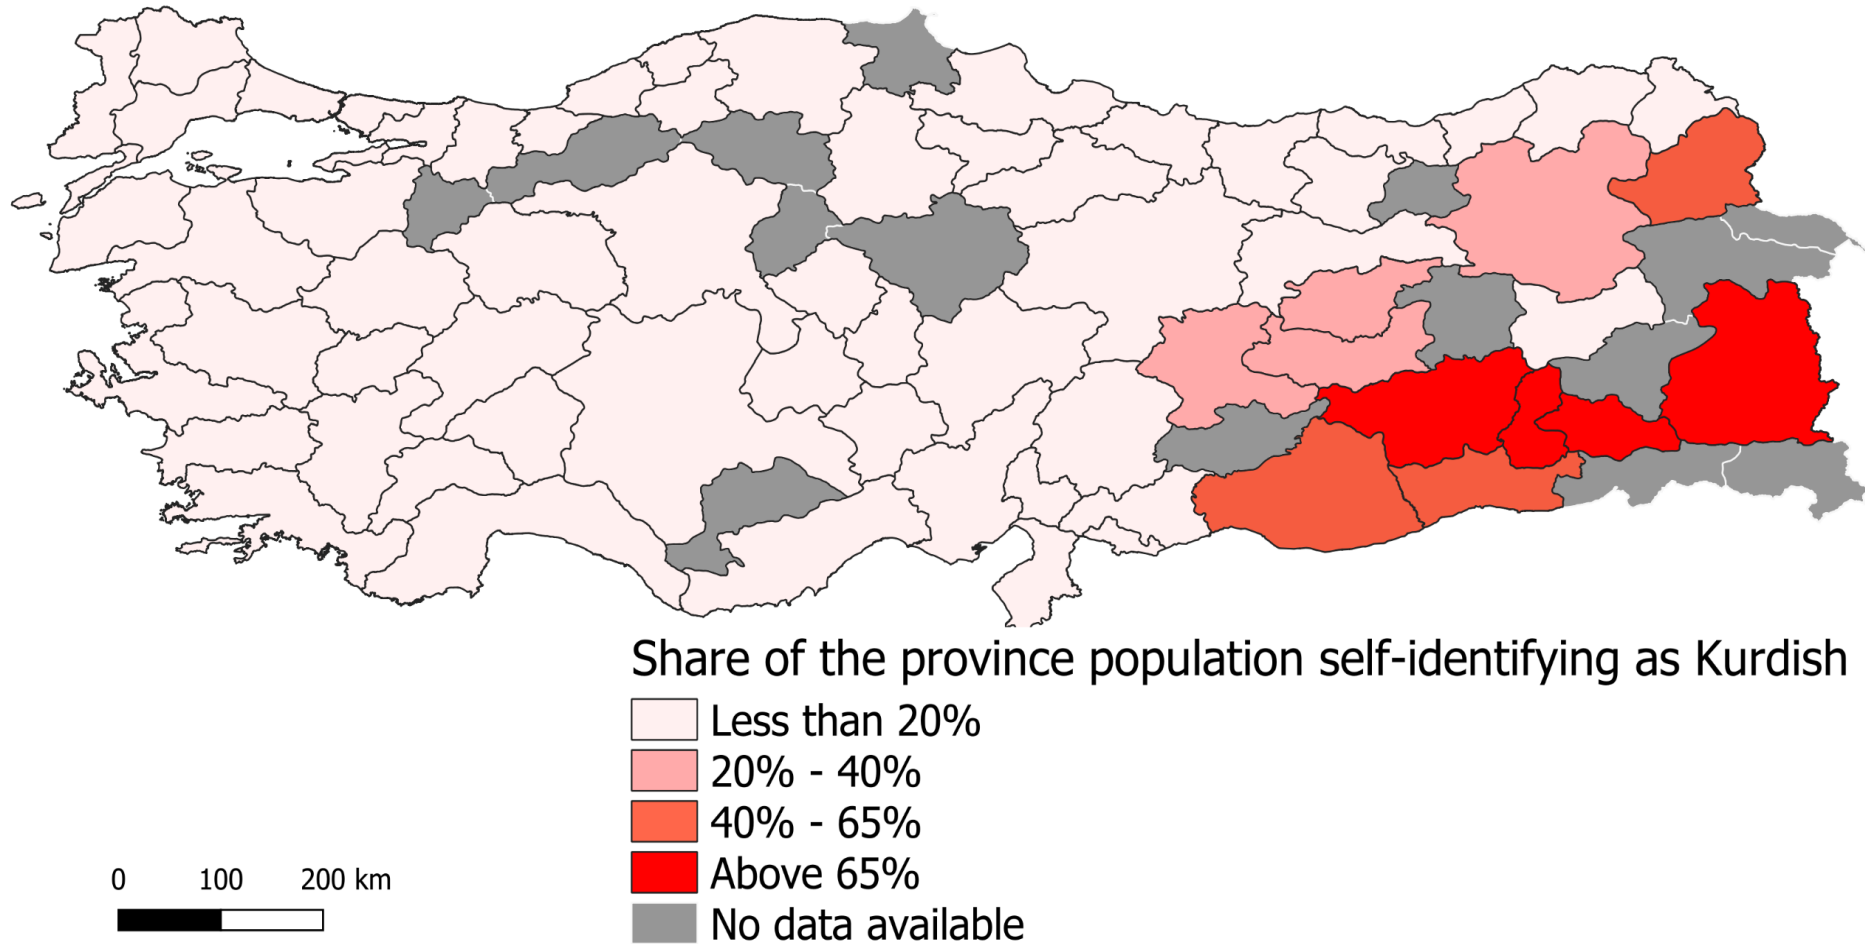 Share of the province population self-identifying as Kurdish
Less than 20%
20% - 40%
40% - 65%
Above 65%
No data available
0 100 200 km